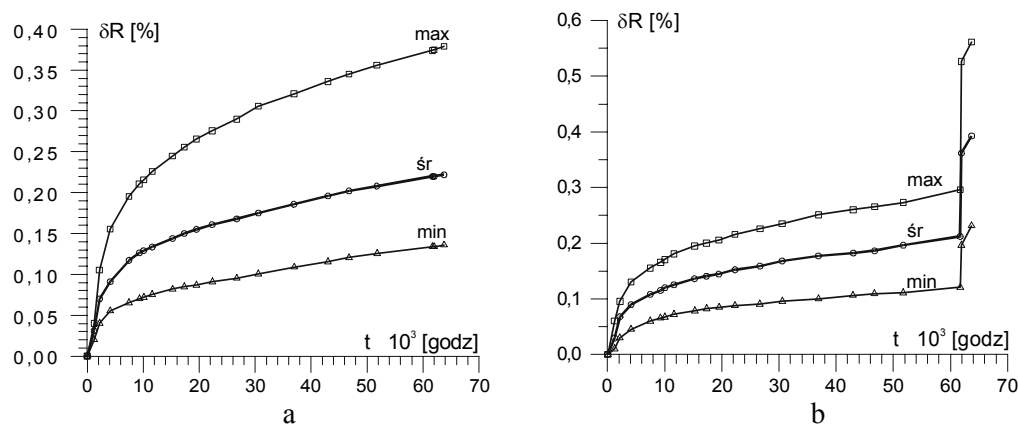 δR [%]
0,40
0,35
0,30
0,25
0,20
0,15
0,10
0,05
0,00
max
śr
min
t 10³ [godz]
0 10 20 30 40 50 60 70
a
δR [%]
0,6
0,5
0,4
0,3
0,2
0,1
0,0
max
śr
min
t 10³ [godz]
0 10 20 30 40 50 60 70
b